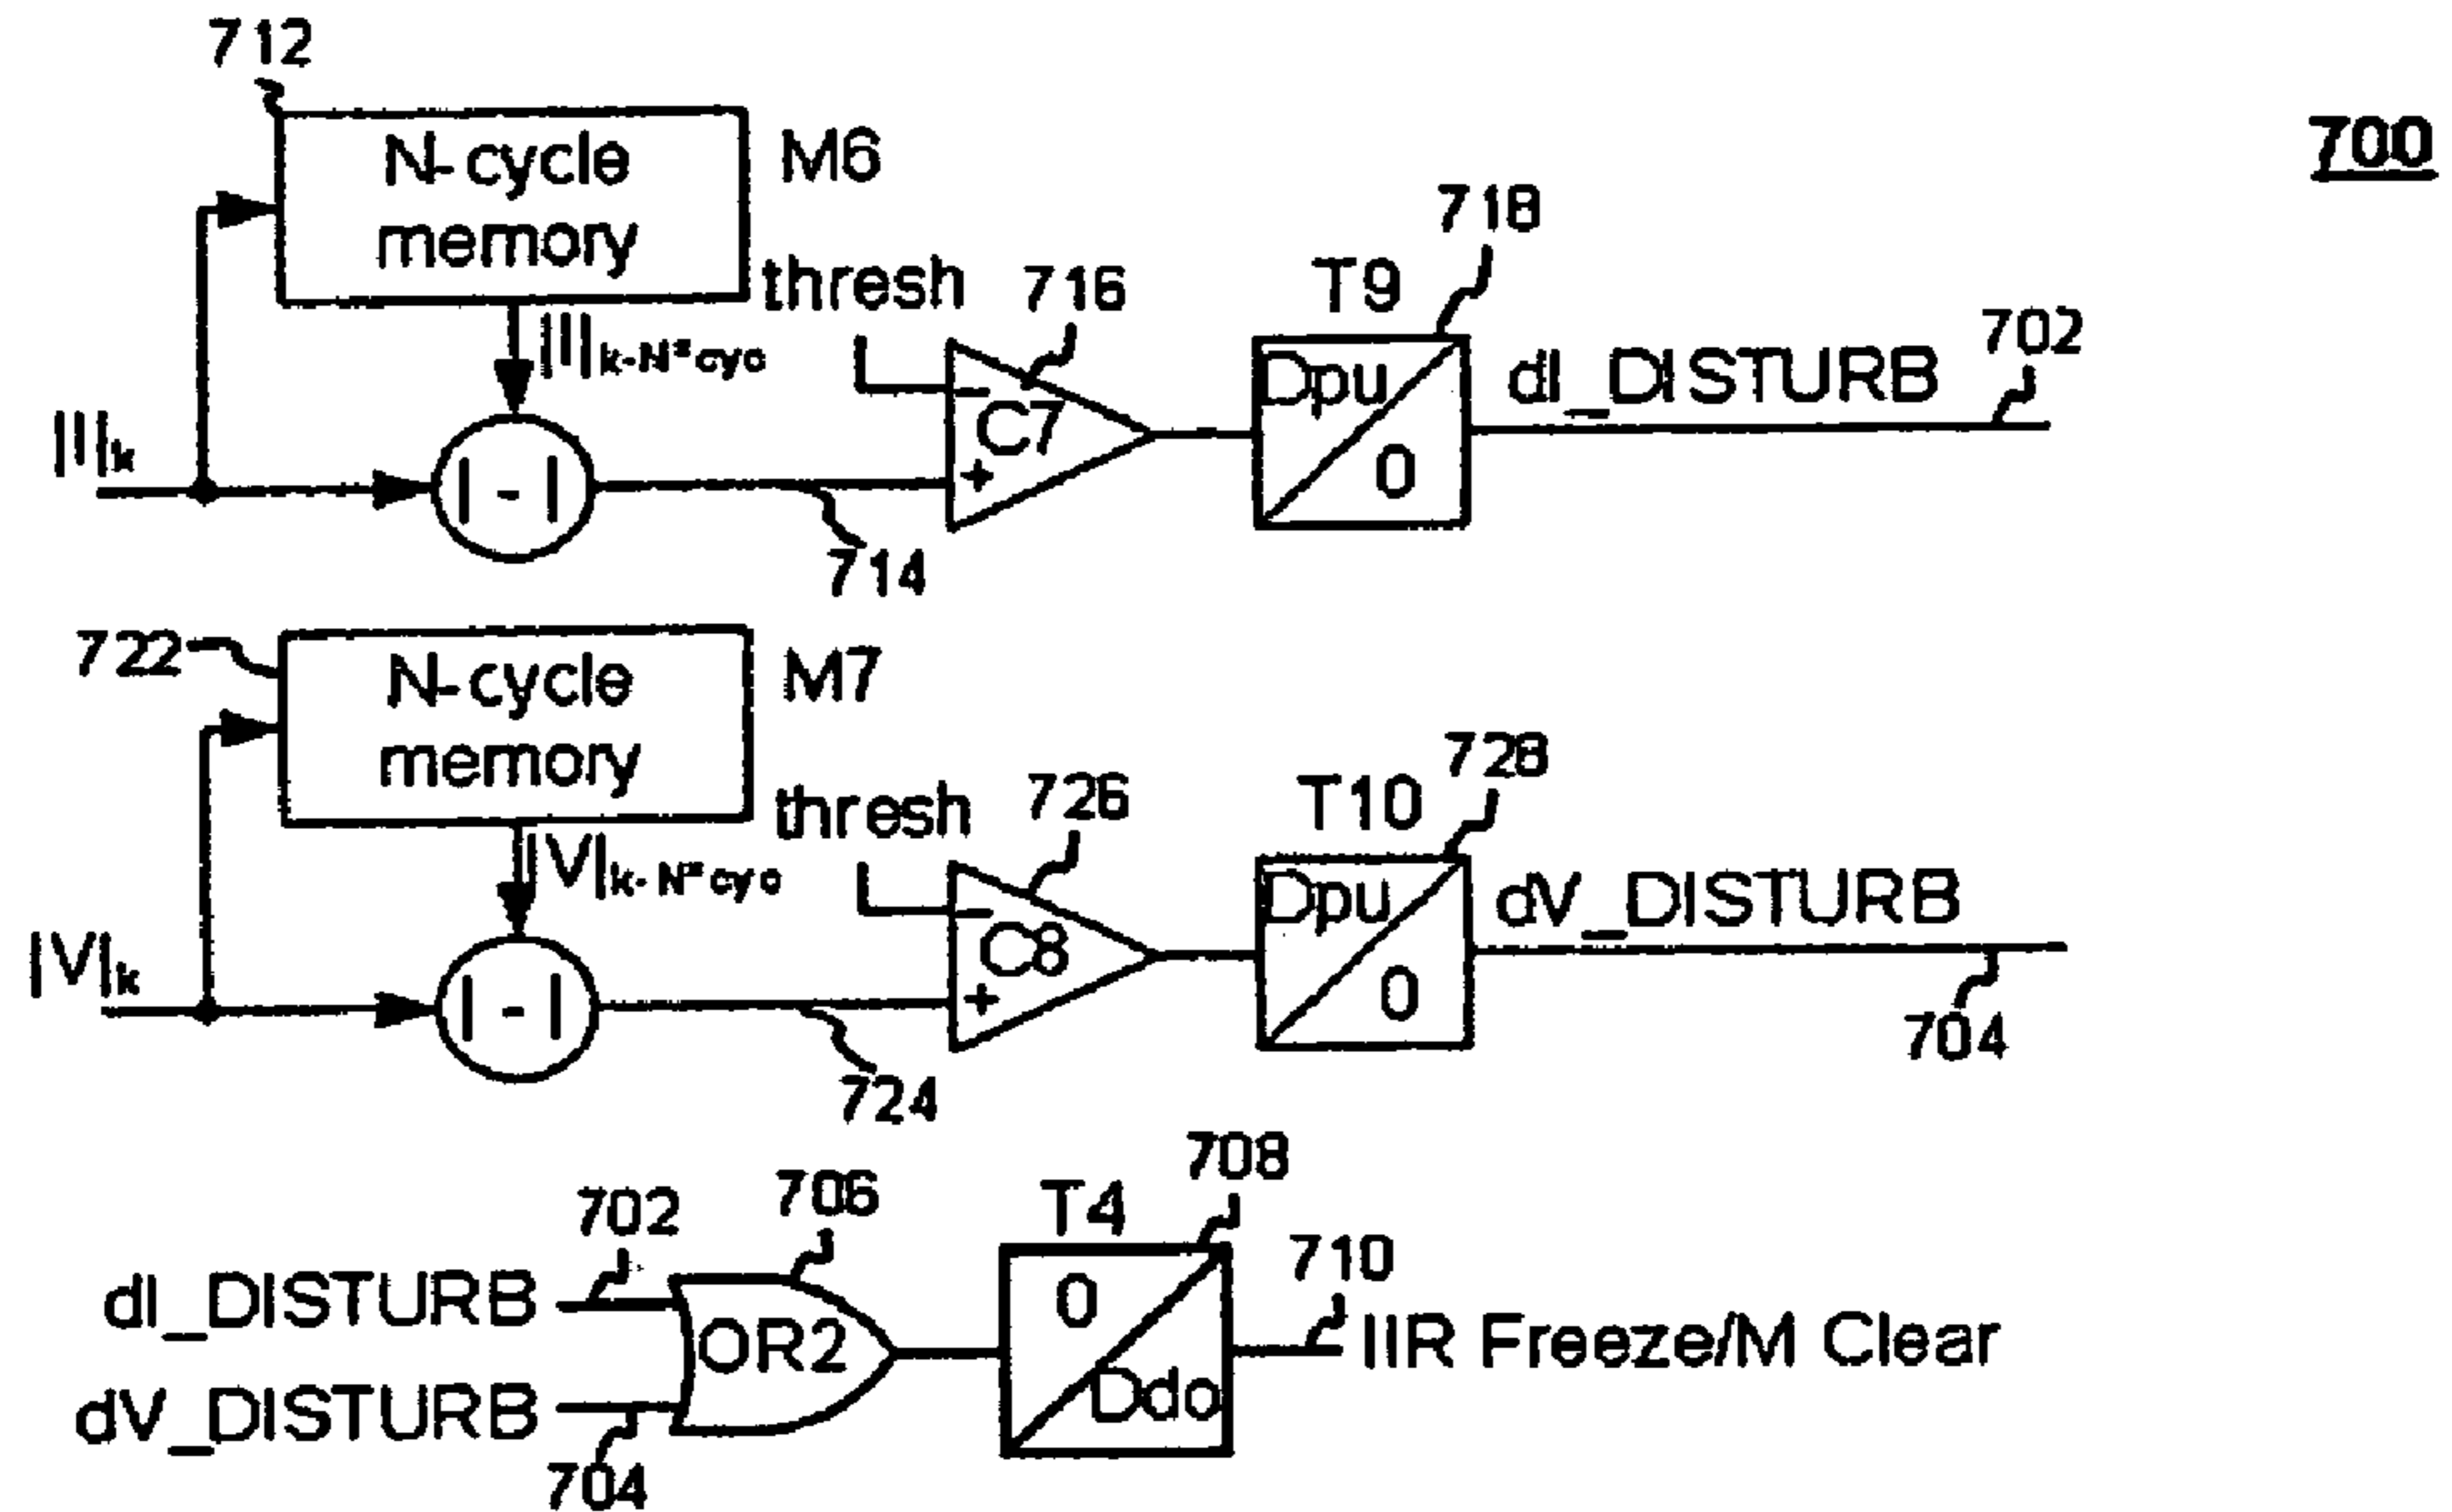 712
N-cycle
memory
M6
700
thresh
716
T9
718
702
|I|k-N*cyc
|I|k
| - |
C7
-
+
Dpu
0
dI_DISTURB
714
722
N-cycle
memory
M7
thresh
726
T10
728
|V|k-N*cyc
|V|k
| - |
C8
-
+
Dpu
0
dV_DISTURB
704
724
702
706
T4
708
710
dI_DISTURB
OR2
0
Ddo
IIR Freeze/M Clear
dV_DISTURB
704